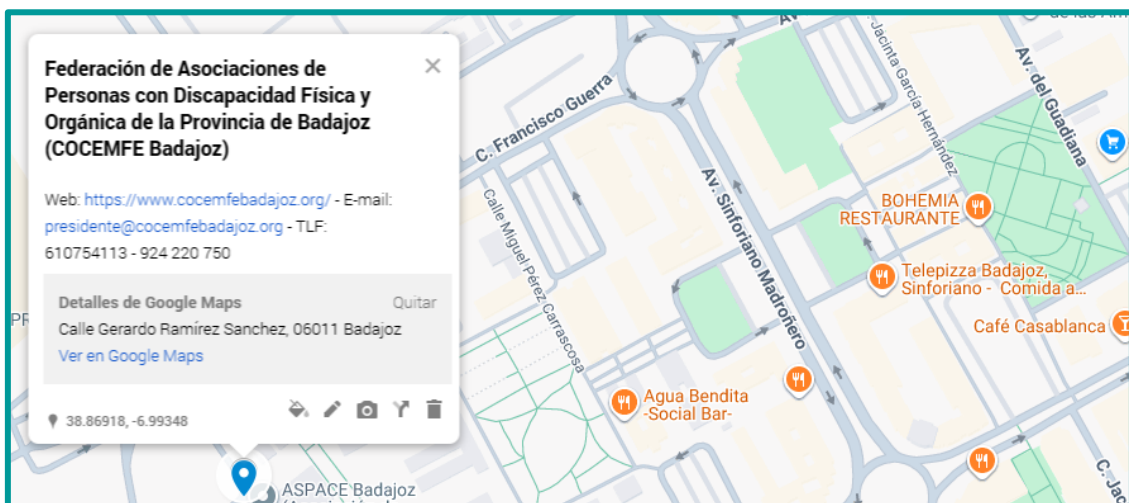 Federación de Asociaciones de
Personas con Discapacidad Física y
Orgánica de la Provincia de Badajoz
(COCEMFE Badajoz)
Web: https://www.cocemfebadajoz.org/ - E-mail:
presidente@cocemfebadajoz.org - TLF:
610754113 - 924 220 750
Detalles de Google Maps
Quitar
Calle Gerardo Ramírez Sanchez, 06011 Badajoz
Ver en Google Maps
38.86918, -6.99348
C. Francisco Guerra
Calle Miguel Pérez Carrascosa
Av. Sinforiano Madroñero
Jacinta García Hernández
Av. del Guadiana
BOHEMIA
RESTAURANTE
Telepizza Badajoz,
Sinforiano - Comida a...
Café Casablanca
Agua Bendita
-Social Bar-
ASPACE Badajoz